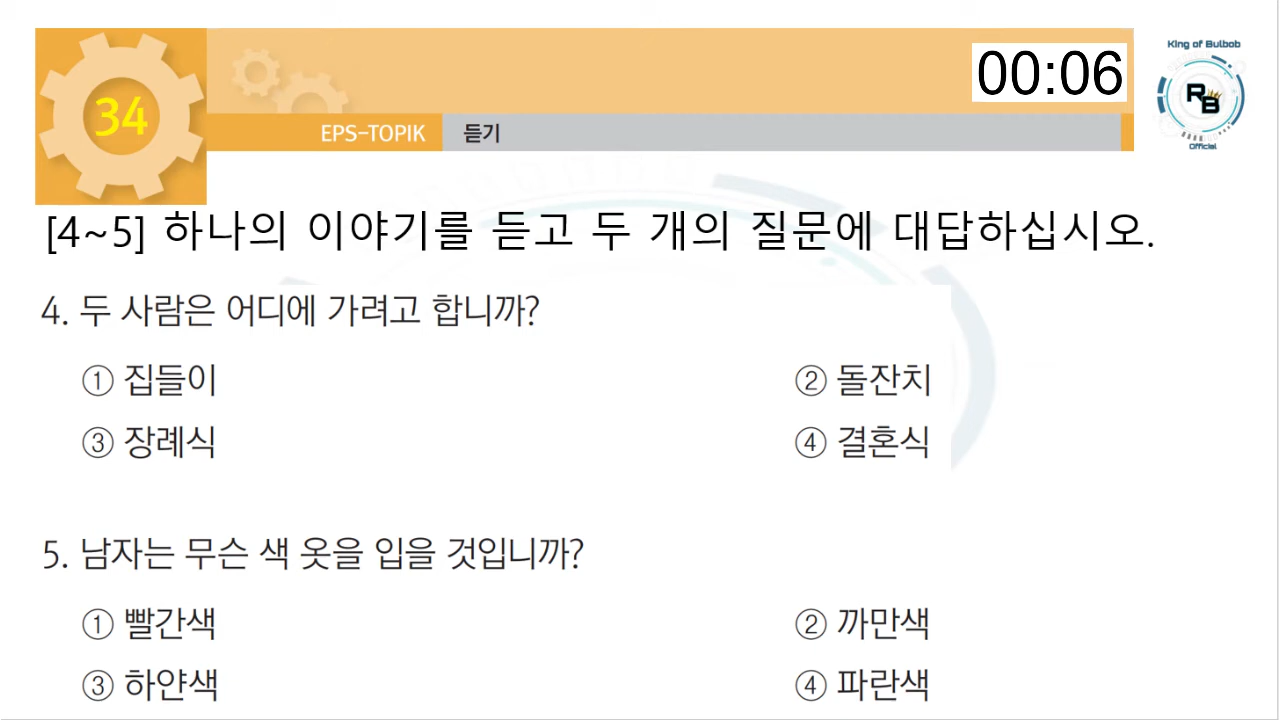 King of Bulbob
00:06
34
RB
EPS-TOPIK 듣기
Official
[4~5] 하나의 이야기를 듣고 두 개의 질문에 대답하십시오.
4. 두 사람은 어디에 가려고 합니까?
① 집들이 ② 돌잔치
③ 장례식 ④ 결혼식
5. 남자는 무슨 색 옷을 입을 것입니까?
① 빨간색 ② 까만색
③ 하얀색 ④ 파란색